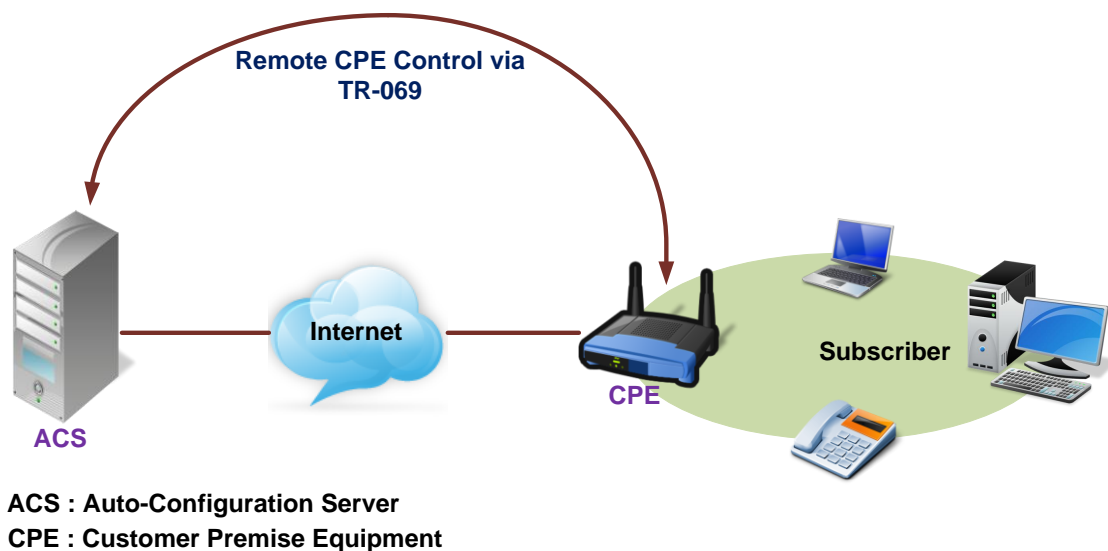 Remote CPE Control via
TR-069
Internet
Subscriber
CPE
ACS
ACS : Auto-Configuration Server
CPE : Customer Premise Equipment